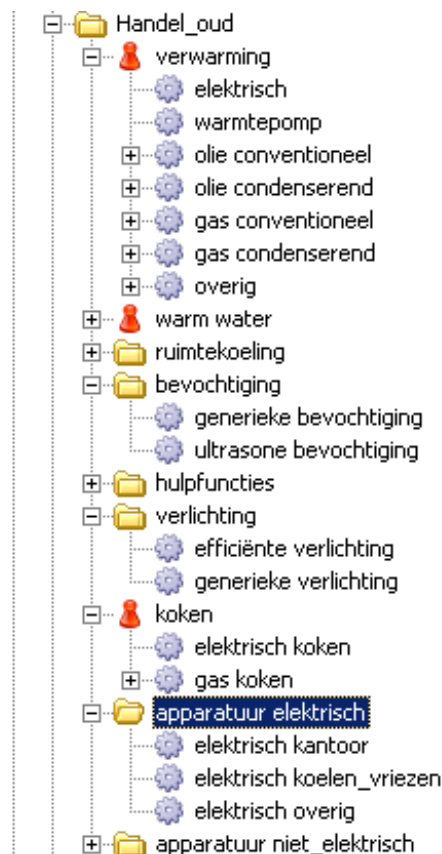 Handel_oud
verwarming
elektrisch
warmtepomp
olie conventioneel
olie condenserend
gas conventioneel
gas condenserend
overig
warm water
ruimtekoeling
bevochtiging
generieke bevochtiging
ultrasone bevochtiging
hulpfuncties
verlichting
efficiënte verlichting
generieke verlichting
koken
elektrisch koken
gas koken
apparatuur elektrisch
elektrisch kantoor
elektrisch koelen_vriezen
elektrisch overig
apparatuur niet_elektrisch